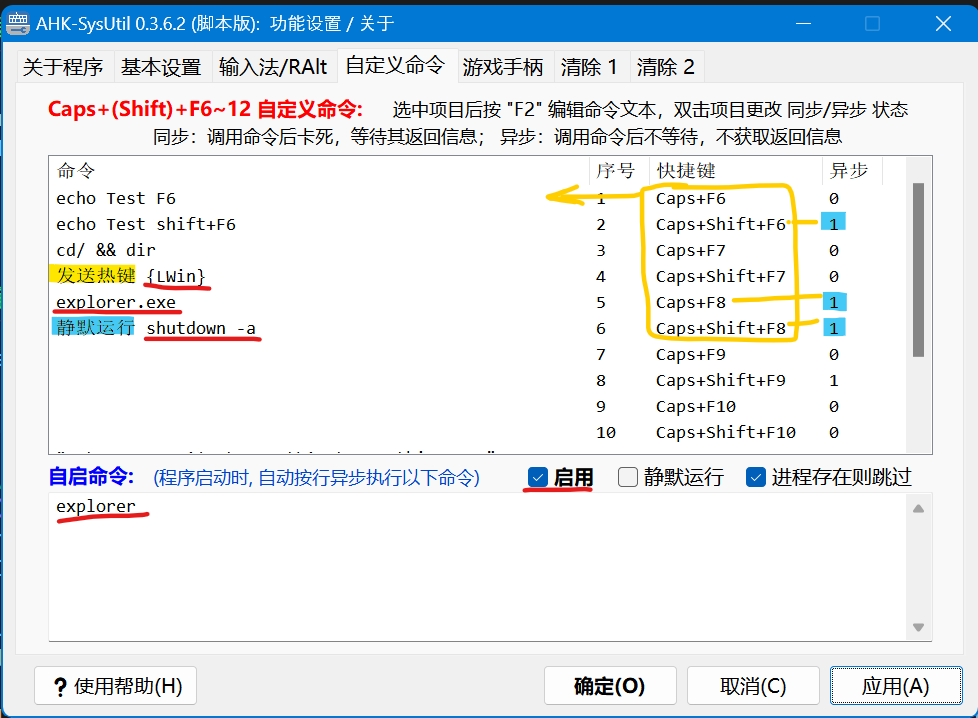 AHK-SysUtil 0.3.6.2 (脚本版): 功能设置 / 关于
关于程序 基本设置 输入法/RAlt 自定义命令 游戏手柄 清除 1 清除 2
Caps+(Shift)+F6~12 自定义命令: 选中项目后按 "F2" 编辑命令文本，双击项目更改 同步/异步 状态
同步：调用命令后卡死，等待其返回信息； 异步：调用命令后不等待，不获取返回信息
命令 序号 快捷键 异步
echo Test F6 1 Caps+F6 0
echo Test shift+F6 2 Caps+Shift+F6 1
cd/ && dir 3 Caps+F7 0
发送热键 {LWin} 4 Caps+Shift+F7 0
explorer.exe 5 Caps+F8 1
静默运行 shutdown -a 6 Caps+Shift+F8 1
7 Caps+F9 0
8 Caps+Shift+F9 1
9 Caps+F10 0
10 Caps+Shift+F10 0
自启命令: (程序启动时, 自动按行异步执行以下命令) 启用 静默运行 进程存在则跳过
explorer
? 使用帮助(H) 确定(O) 取消(C) 应用(A)